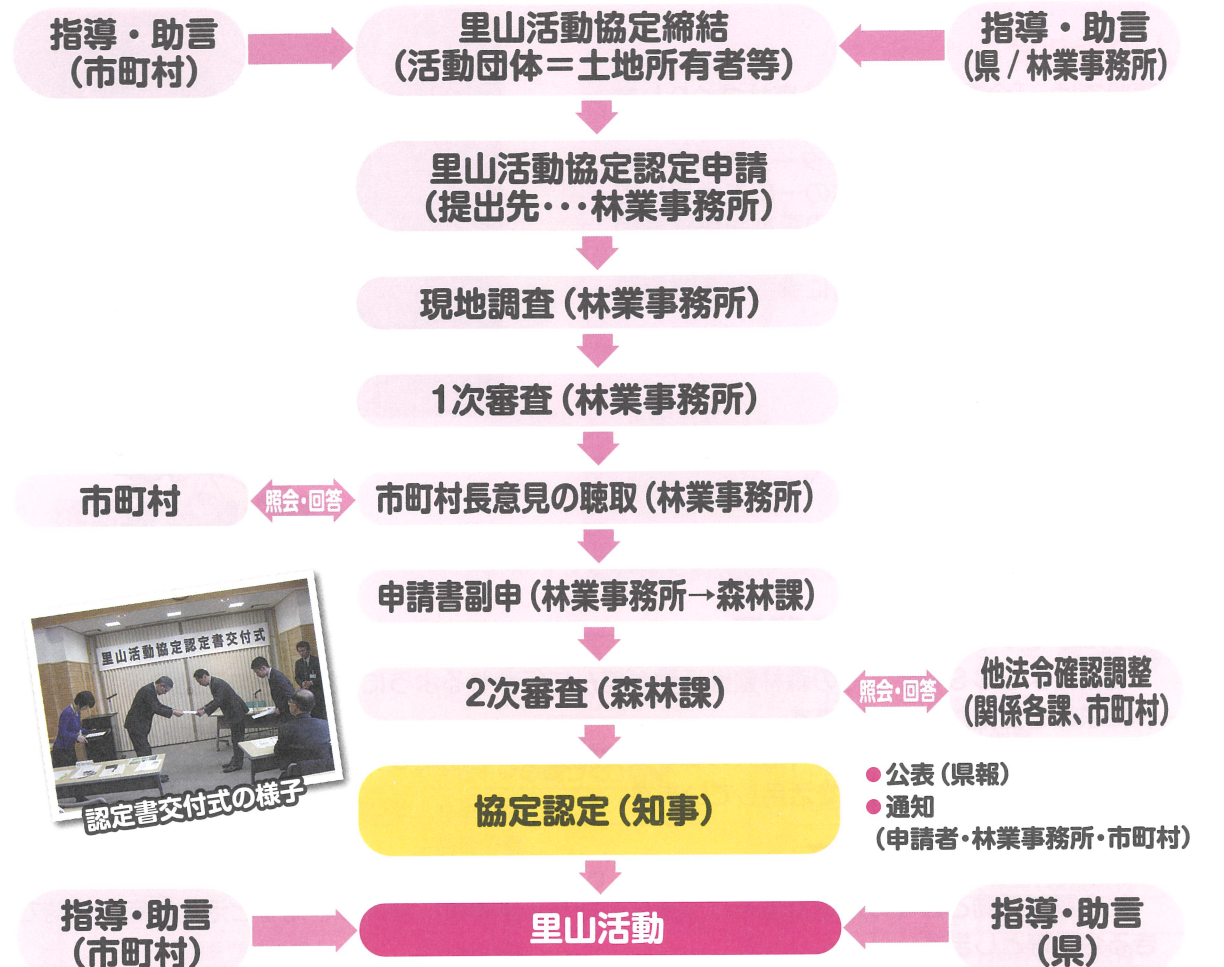 指導・助言
（市町村）
里山活動協定締結
（活動団体＝土地所有者等）
指導・助言
（県 / 林業事務所）
里山活動協定認定申請
（提出先・・・林業事務所）
現地調査（林業事務所）
1次審査（林業事務所）
市町村
照会・回答
市町村長意見の聴取（林業事務所）
申請書副申（林業事務所→森林課）
里山活動協定認定書交付式
認定書交付式の様子
2次審査（森林課）
照会・回答
他法令確認調整
（関係各課、市町村）
協定認定（知事）
●公表（県報）
●通知
（申請者・林業事務所・市町村）
指導・助言
（市町村）
里山活動
指導・助言
（県）